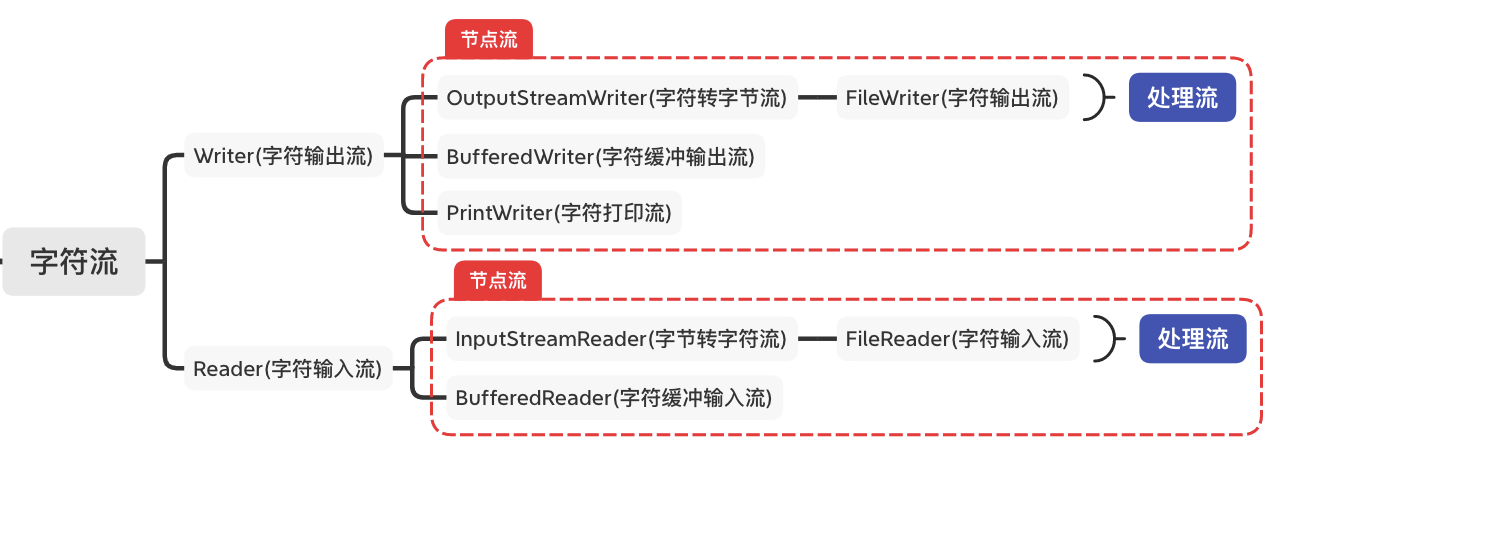 节点流
OutputStreamWriter(字符转字节流)
FileWriter(字符输出流)
处理流
Writer(字符输出流)
BufferedWriter(字符缓冲输出流)
PrintWriter(字符打印流)
字符流
节点流
InputStreamReader(字节转字符流)
FileReader(字符输入流)
处理流
Reader(字符输入流)
BufferedReader(字符缓冲输入流)